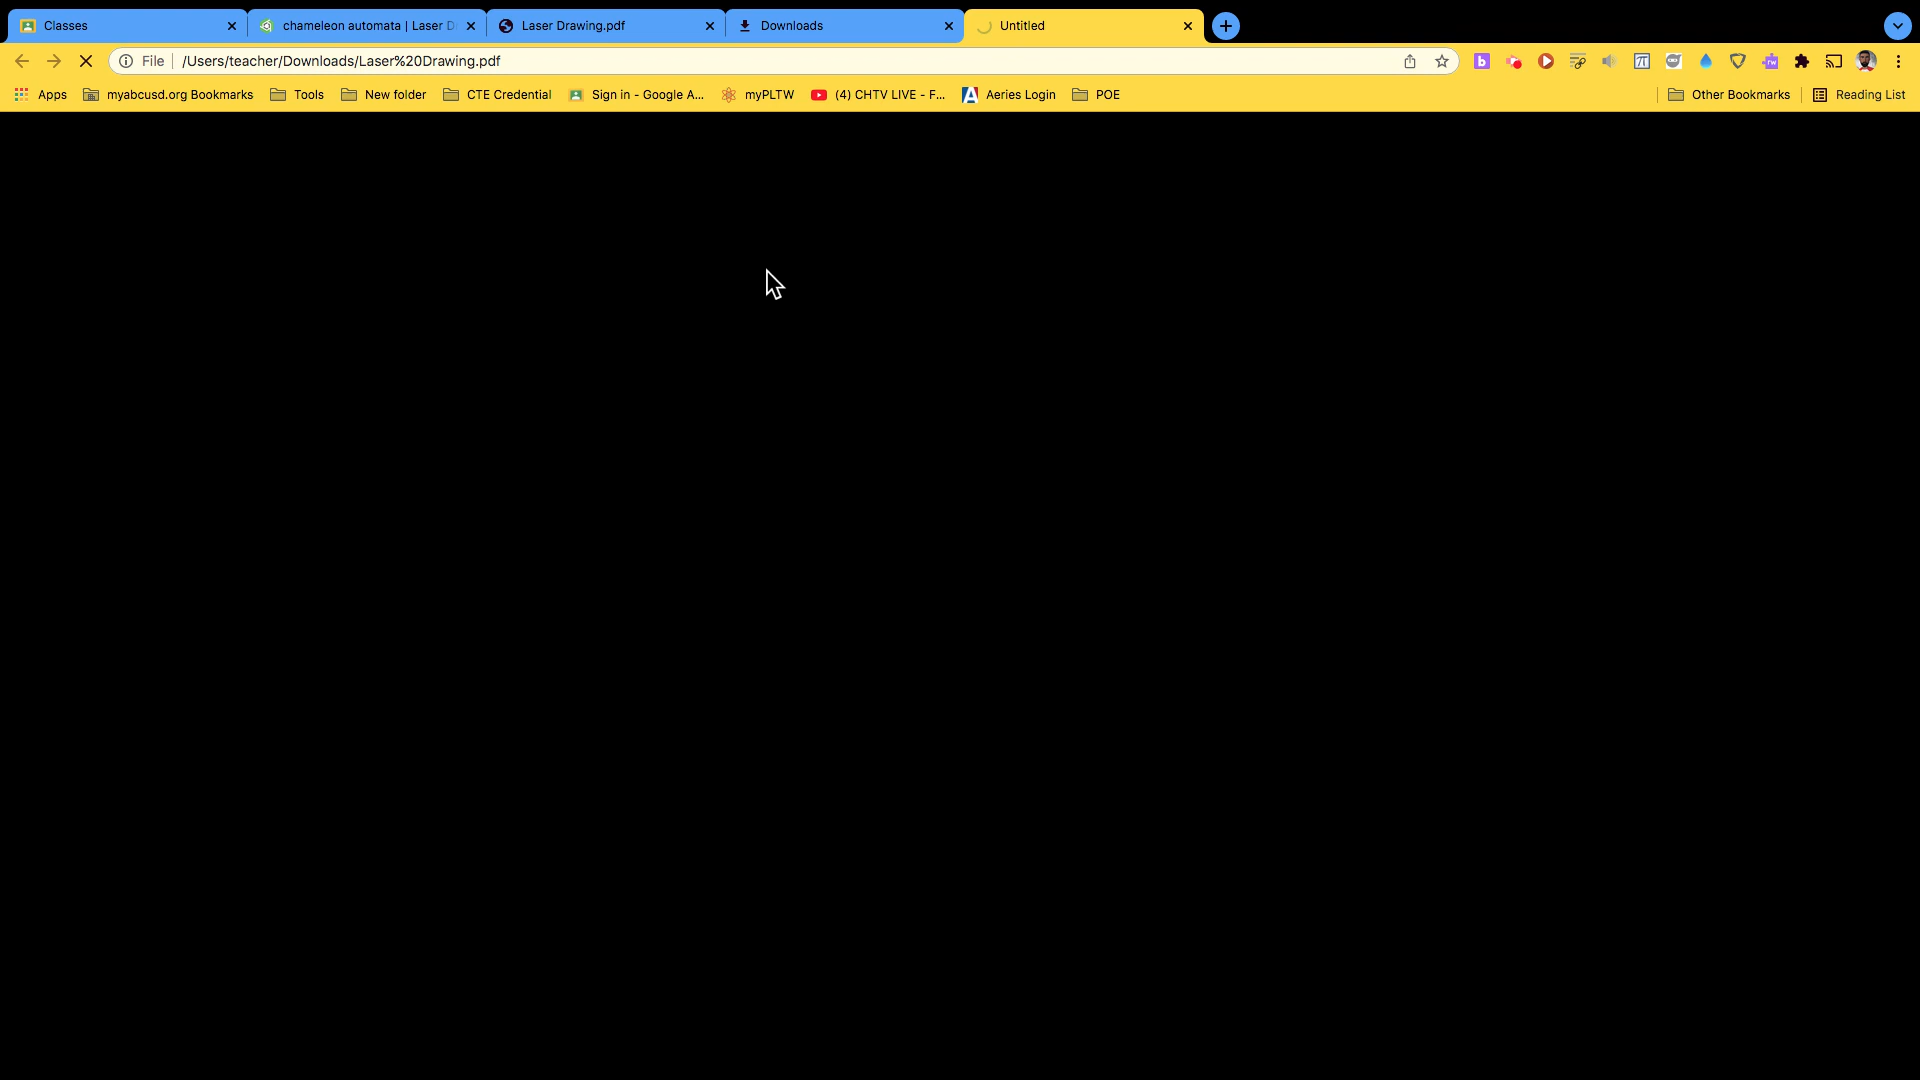 Classes
chameleon automata | Laser D
Laser Drawing.pdf
Downloads
Untitled
File
/Users/teacher/Downloads/Laser%20Drawing.pdf
Apps
myabcusd.org Bookmarks
Tools
New folder
CTE Credential
Sign in - Google A...
myPLTW
(4) CHTV LIVE - F...
Aeries Login
POE
Other Bookmarks
Reading List